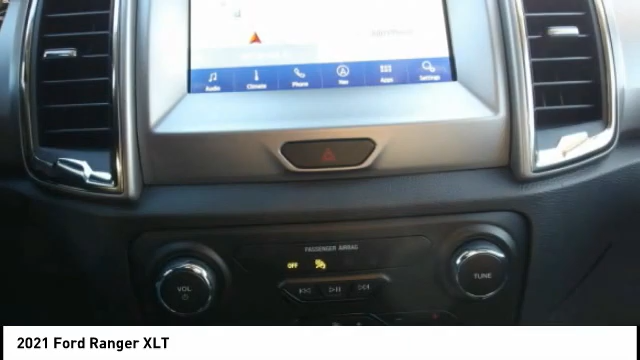 Audio Climate Phone Nav Apps Settings
PASSENGER AIRBAG
OFF
VOL
TUNE
2021 Ford Ranger XLT